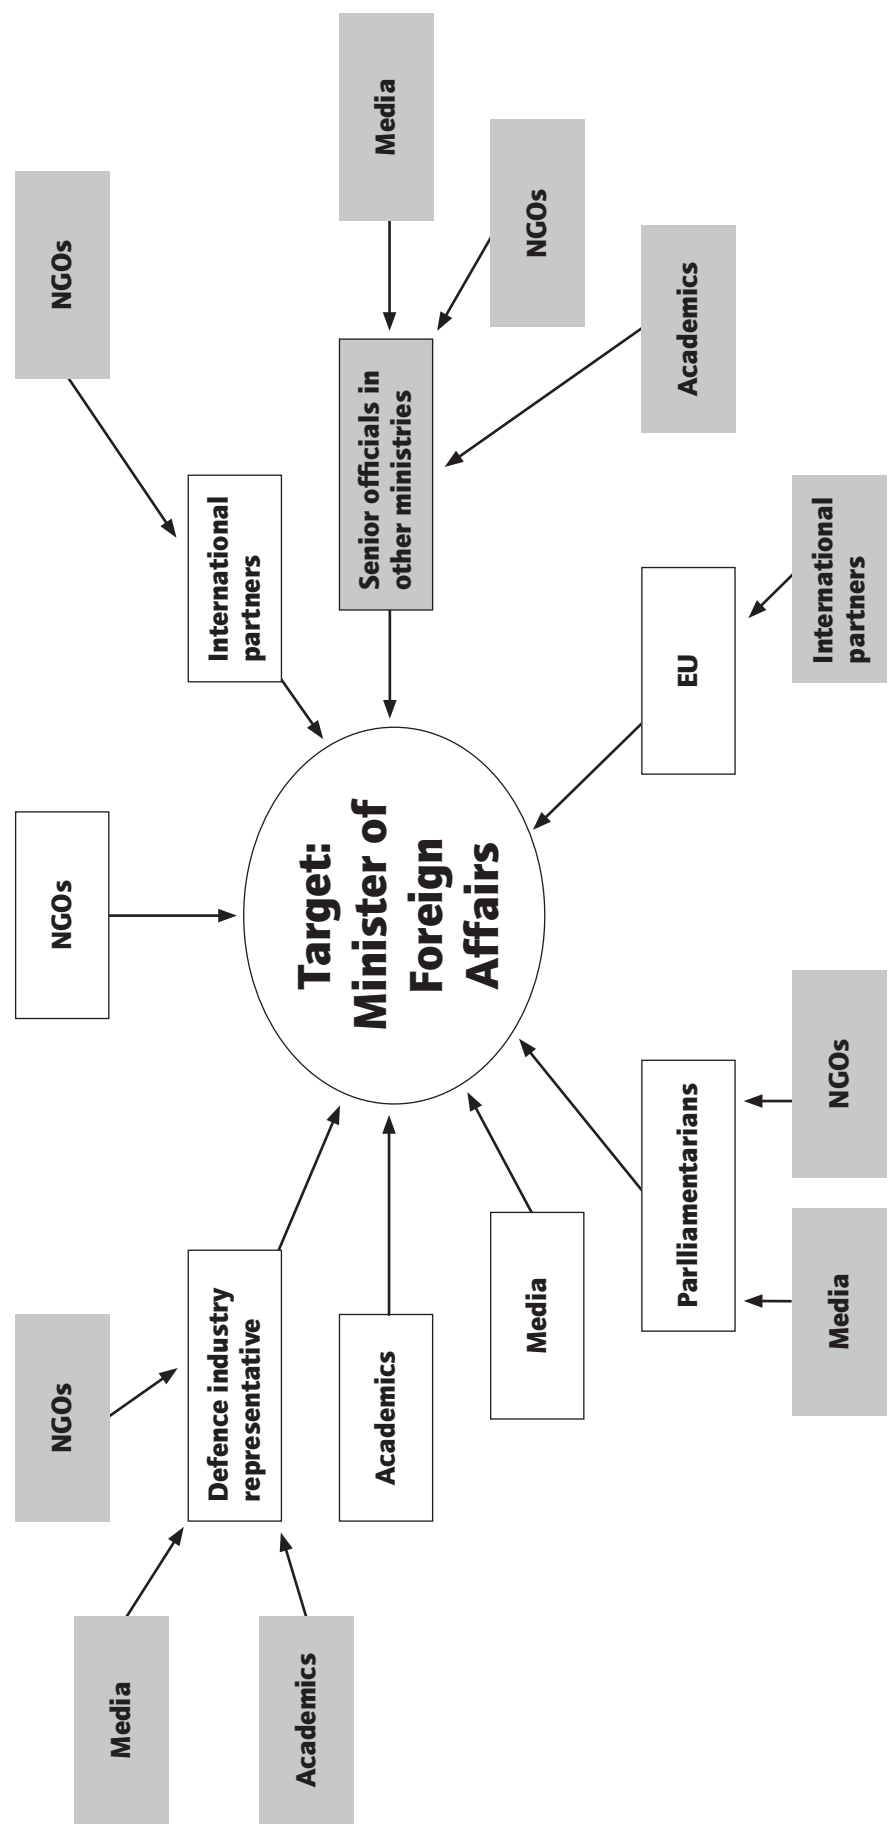 NGOs
NGOs
NGOs
Media
Defence industry
representative
International
partners
Academics
Academics
Target:
Minister of
Foreign
Affairs
Senior officials in
other ministries
Media
Media
NGOs
Parlliamentarians
EU
Academics
Media
NGOs
International
partners